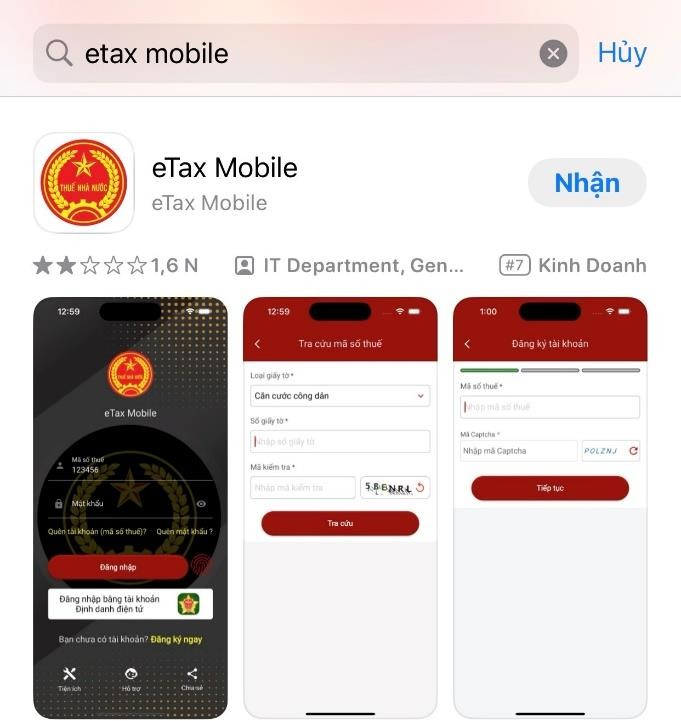 etax mobile
Hủy
eTax Mobile
eTax Mobile
Nhận
THUẾ NHÀ NƯỚC
1,6 N
IT Department, Gen...
#7 Kinh Doanh
12:59
eTax Mobile
Mã số thuế
123456
Mật khẩu
Quên tài khoản (mã số thuế)? Quên mật khẩu ?
Đăng nhập
Đăng nhập bằng tài khoản
Định danh điện tử
Bạn chưa có tài khoản? Đăng ký ngay
Tiện ích
Hỗ trợ
Chia sẻ
12:59
Tra cứu mã số thuế
Loại giấy tờ *
Căn cước công dân
Số giấy tờ *
Nhập số giấy tờ
Mã kiểm tra *
Nhập mã kiểm tra
5BENRL
Tra cứu
1:00
Đăng ký tài khoản
Mã số thuế *
Nhập mã số thuế
Mã Captcha *
Nhập mã Captcha
POLZNJ
Tiếp tục